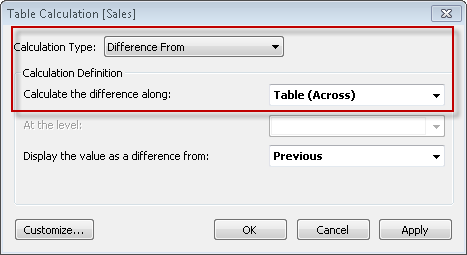 Table Calculation [Sales]
Calculation Type: Difference From
Calculation Definition
Calculate the difference along: Table (Across)
At the level:
Display the value as a difference from: Previous
Customize... OK Cancel Apply